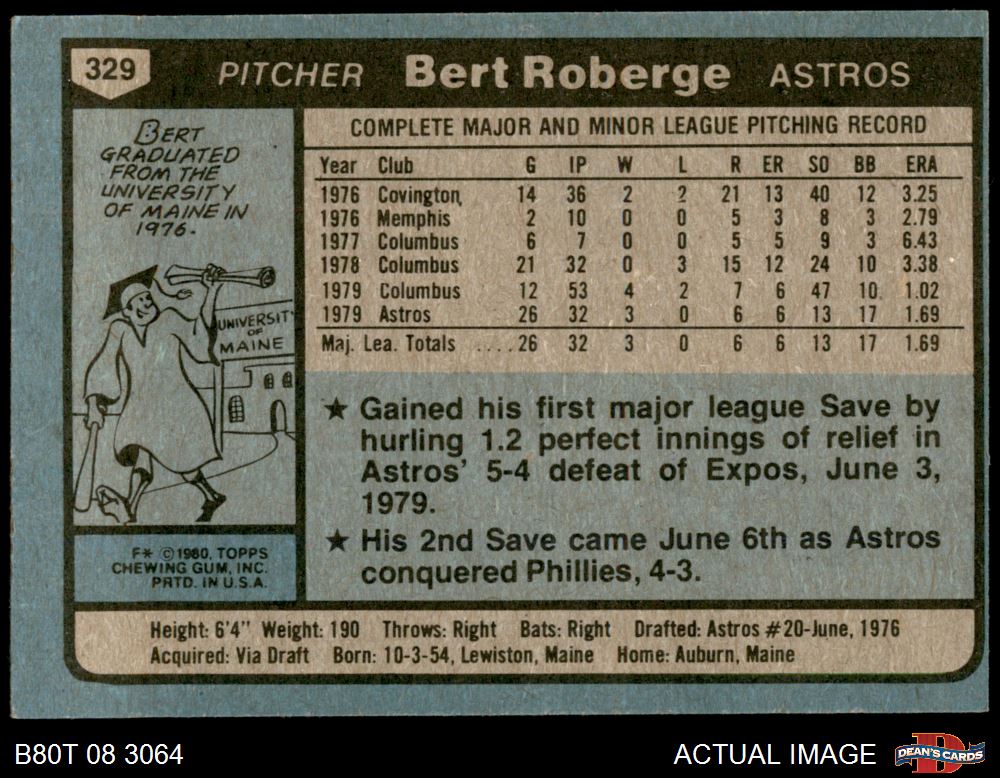 329 PITCHER Bert Roberge ASTROS
BERT
GRADUATED
FROM THE
UNIVERSITY
OF MAINE IN
1976.
UNIVERSIT
OF
MAINE
F* © 1980, TOPPS
CHEWING GUM, INC.
PRTD. IN U.S.A.
COMPLETE MAJOR AND MINOR LEAGUE PITCHING RECORD
Year Club G IP W L R ER SO BB ERA
1976 Covington 14 36 2 2 21 13 40 12 3.25
1976 Memphis 2 10 0 0 5 3 8 3 2.79
1977 Columbus 6 7 0 0 5 5 9 3 6.43
1978 Columbus 21 32 0 3 15 12 24 10 3.38
1979 Columbus 12 53 4 2 7 6 47 10 1.02
1979 Astros 26 32 3 0 6 6 13 17 1.69
Maj. Lea. Totals ....26 32 3 0 6 6 13 17 1.69
★ Gained his first major league Save by
hurling 1.2 perfect innings of relief in
Astros' 5-4 defeat of Expos, June 3,
1979.
★ His 2nd Save came June 6th as Astros
conquered Phillies, 4-3.
Height: 6'4" Weight: 190 Throws: Right Bats: Right Drafted: Astros #20-June, 1976
Acquired: Via Draft Born: 10-3-54, Lewiston, Maine Home: Auburn, Maine
B80T 08 3064 ACTUAL IMAGE DEAN'S CARDS